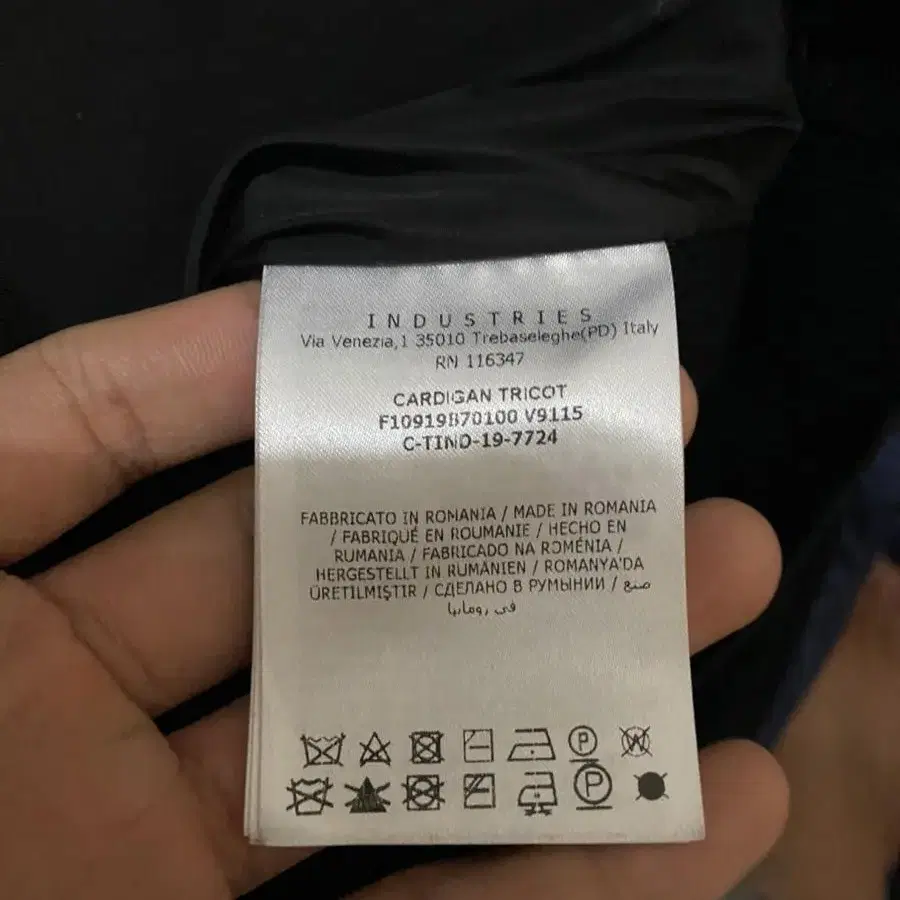 INDUSTRIES
Via Venezia,1 35010 Trebaseleghe(PD) Italy
RN 116347
CARDIGAN TRICOT
F10919B70100 V9115
C-TIND-19-7724
FABBRICATO IN ROMANIA / MADE IN ROMANIA
/ FABRIQUÉ EN ROUMANIE / HECHO EN
RUMANIA / FABRICADO NA ROMÉNIA /
HERGESTELLT IN RUMÄNIEN / ROMANYA'DA
ÜRETILMIŞTIR / СДЕЛАНО В РУМЫНИИ / صنع
في رومانيا
P W
P